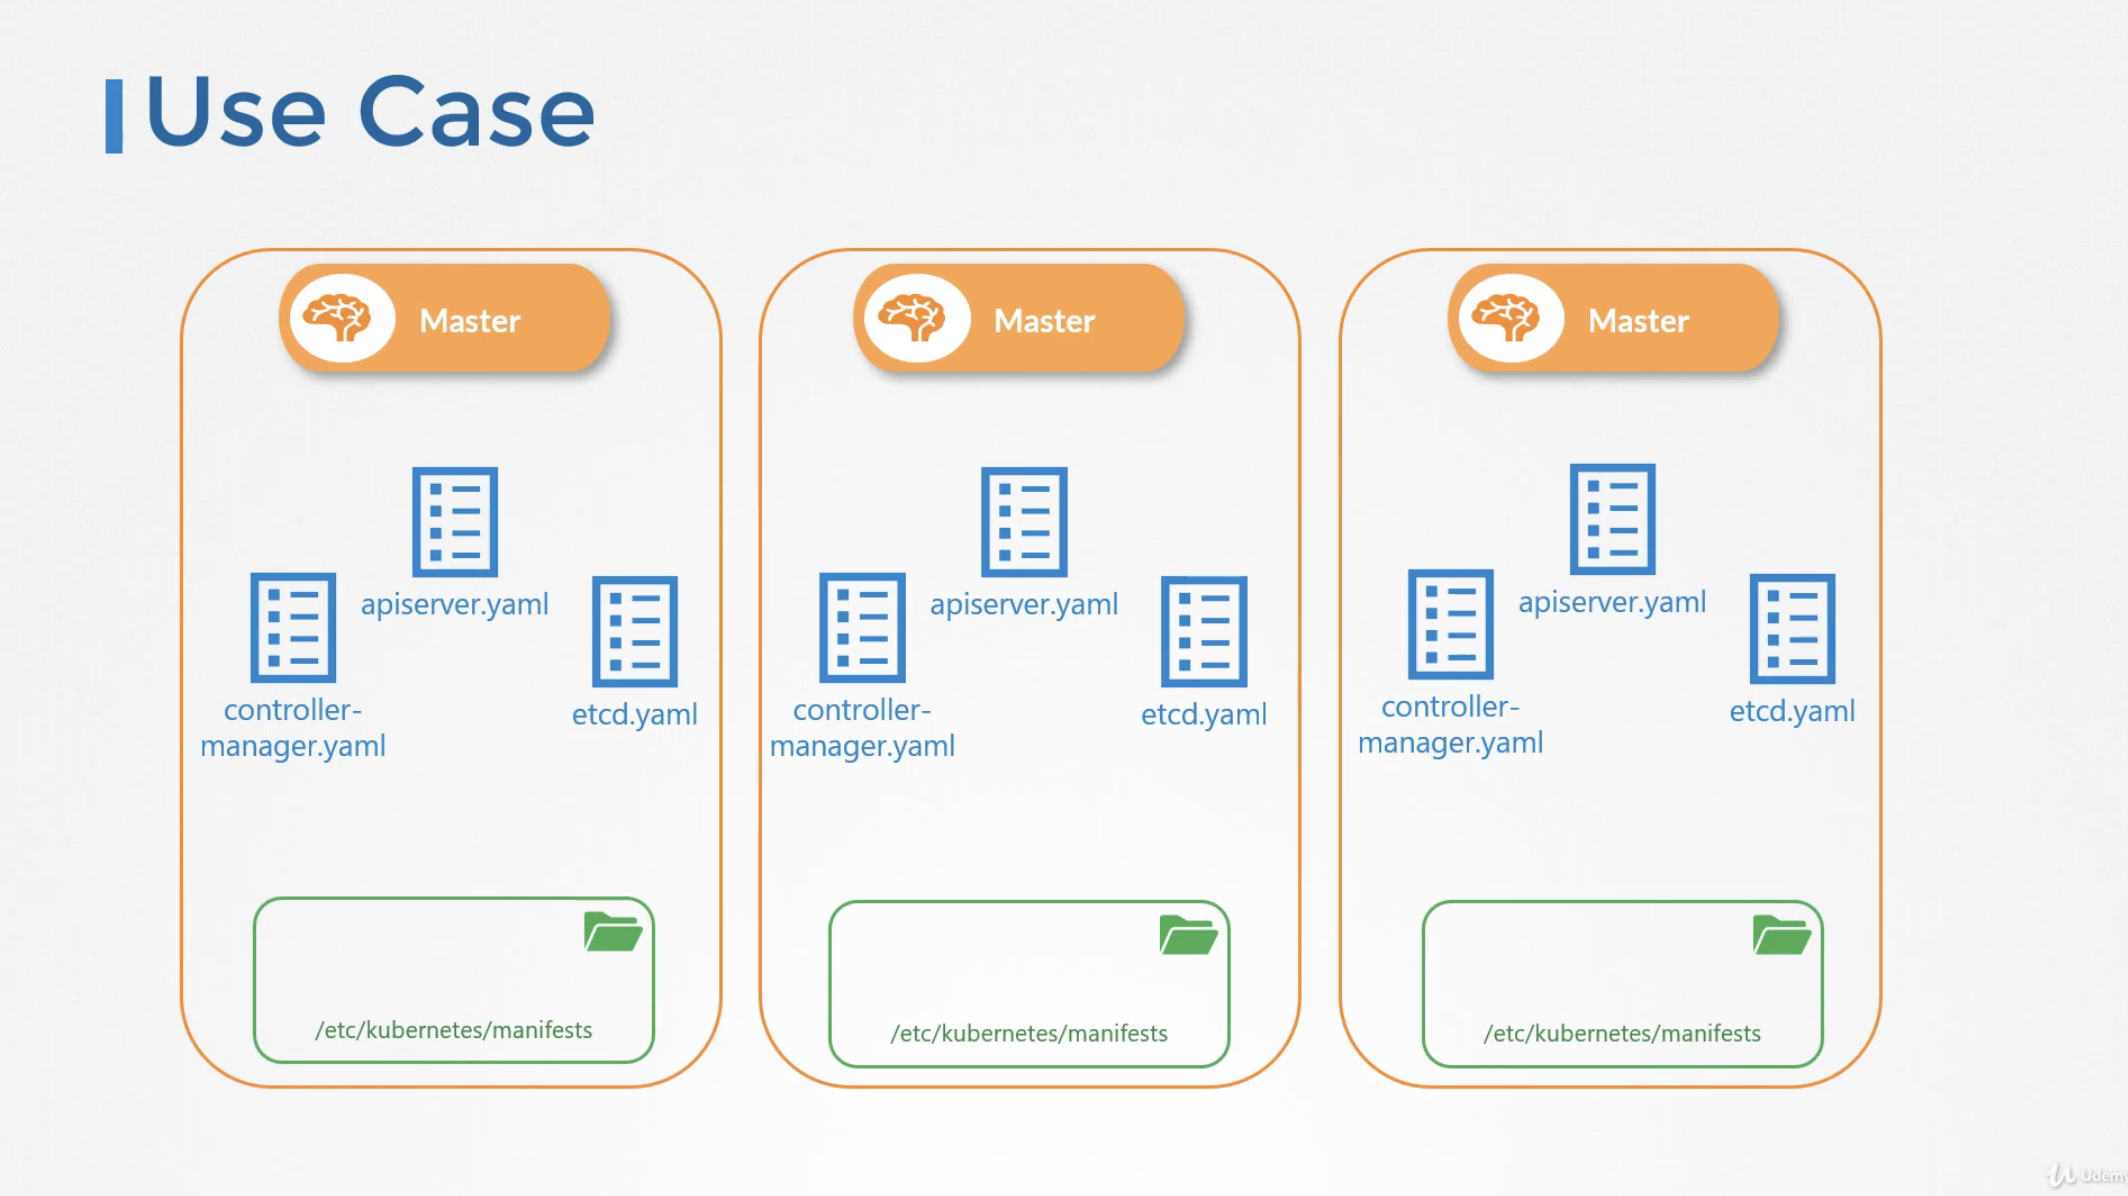 Use Case
Master
Master
Master
apiserver.yaml
controller-
manager.yaml
etcd.yaml
apiserver.yaml
controller-
manager.yaml
etcd.yaml
apiserver.yaml
controller-
manager.yaml
etcd.yaml
/etc/kubernetes/manifests
/etc/kubernetes/manifests
/etc/kubernetes/manifests
Udemy